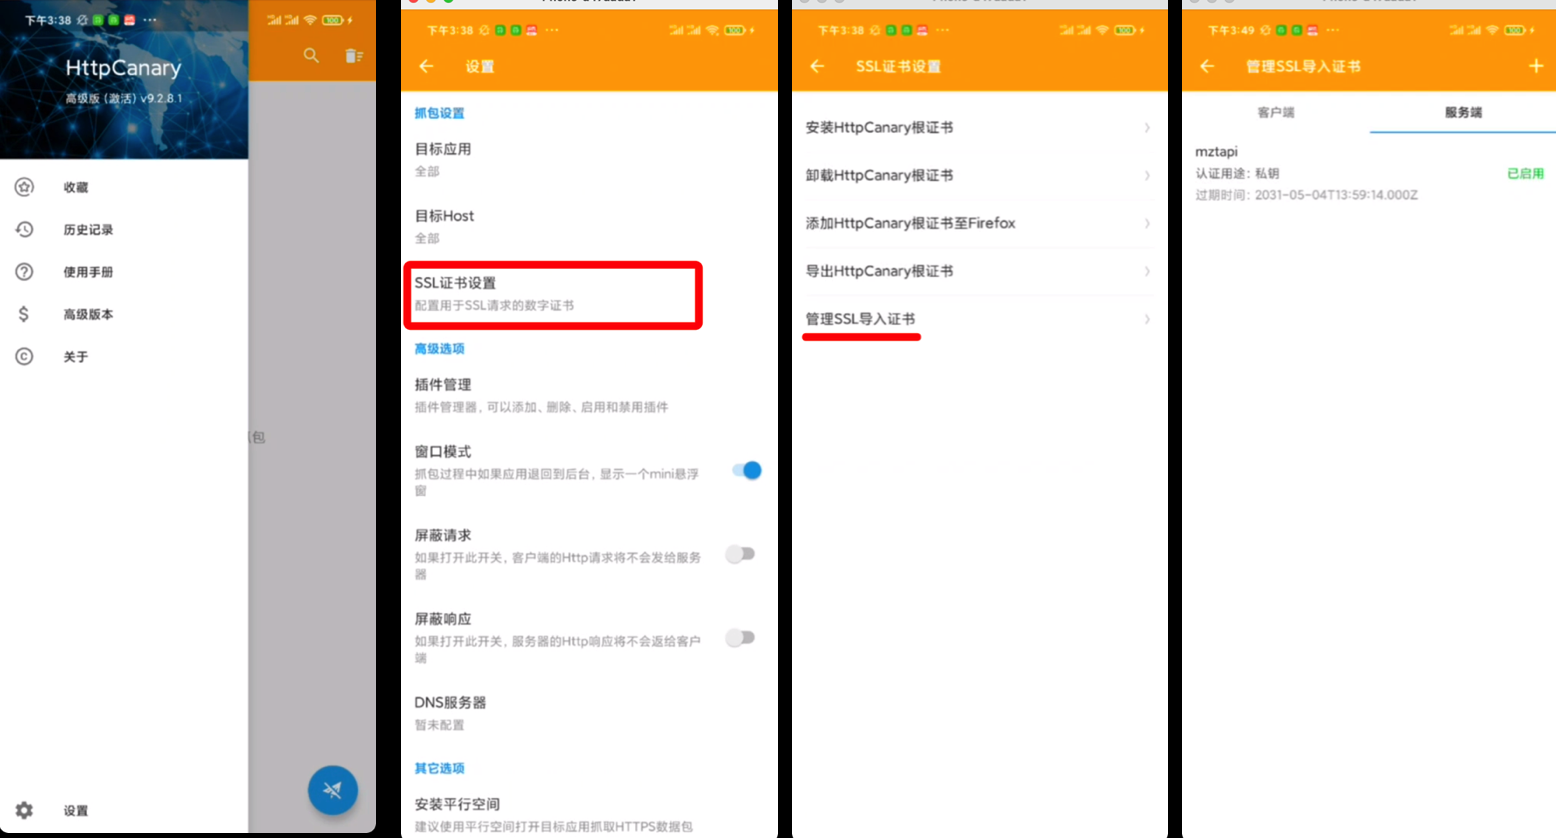 下午3:38
HttpCanary
高级版 (激活) v9.2.8.1
收藏
历史记录
使用手册
高级版本
关于
设置
包
下午3:38
100
设置
抓包设置
目标应用
全部
目标Host
全部
SSL证书设置
配置用于SSL请求的数字证书
高级选项
插件管理
插件管理器，可以添加、删除、启用和禁用插件
窗口模式
抓包过程中如果应用退回到后台，显示一个mini悬浮
窗
屏蔽请求
如果打开此开关，客户端的Http请求将不会发给服务
器
屏蔽响应
如果打开此开关，服务器的Http响应将不会返给客户
端
DNS服务器
暂未配置
其它选项
安装平行空间
建议使用平行空间打开目标应用抓取HTTPS数据包
下午3:38
100
SSL证书设置
安装HttpCanary根证书
卸载HttpCanary根证书
添加HttpCanary根证书至Firefox
导出HttpCanary根证书
管理SSL导入证书
下午3:49
100
管理SSL导入证书
客户端
服务端
mztapi
认证用途：私钥
已启用
过期时间：2031-05-04T13:59:14.000Z